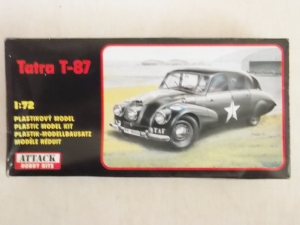 Tatra T-87
1:72
PLASTIKOVÝ MODEL
PLASTIC MODEL KIT
PLASTIK-MODELLBAUSATZ
MODÈLE RÉDUIT
ATTACK
HOBBY KITS